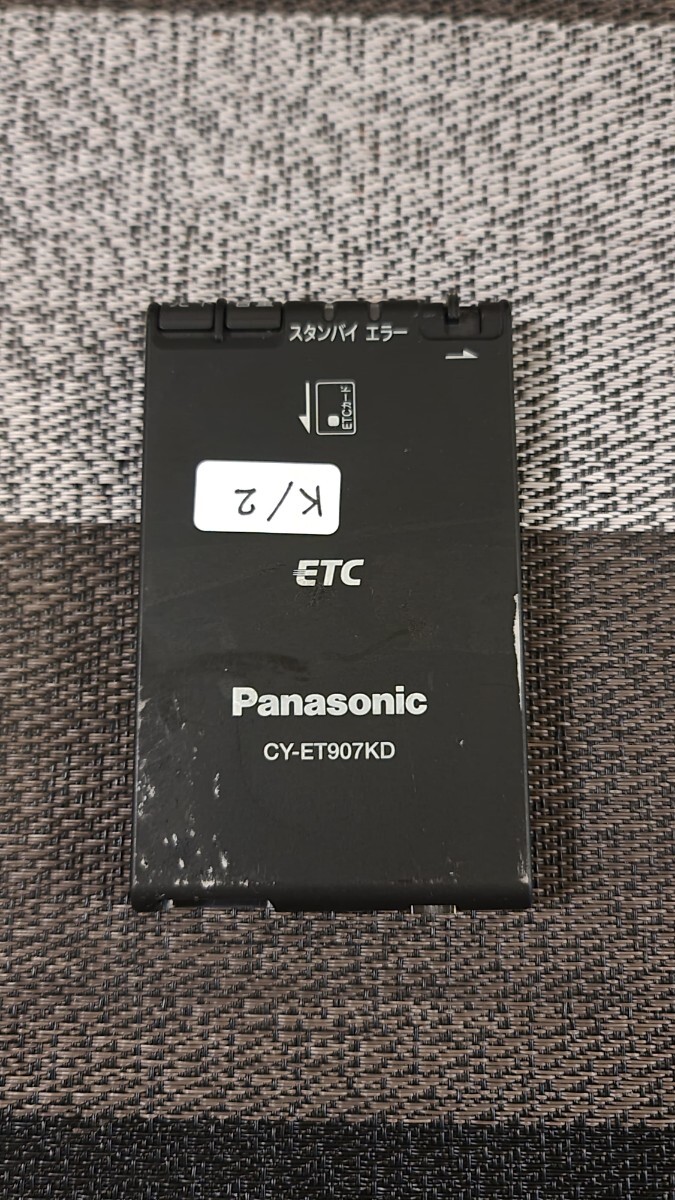 スタンバイ エラー
ETCカード
K/2
ETC
Panasonic
CY-ET907KD